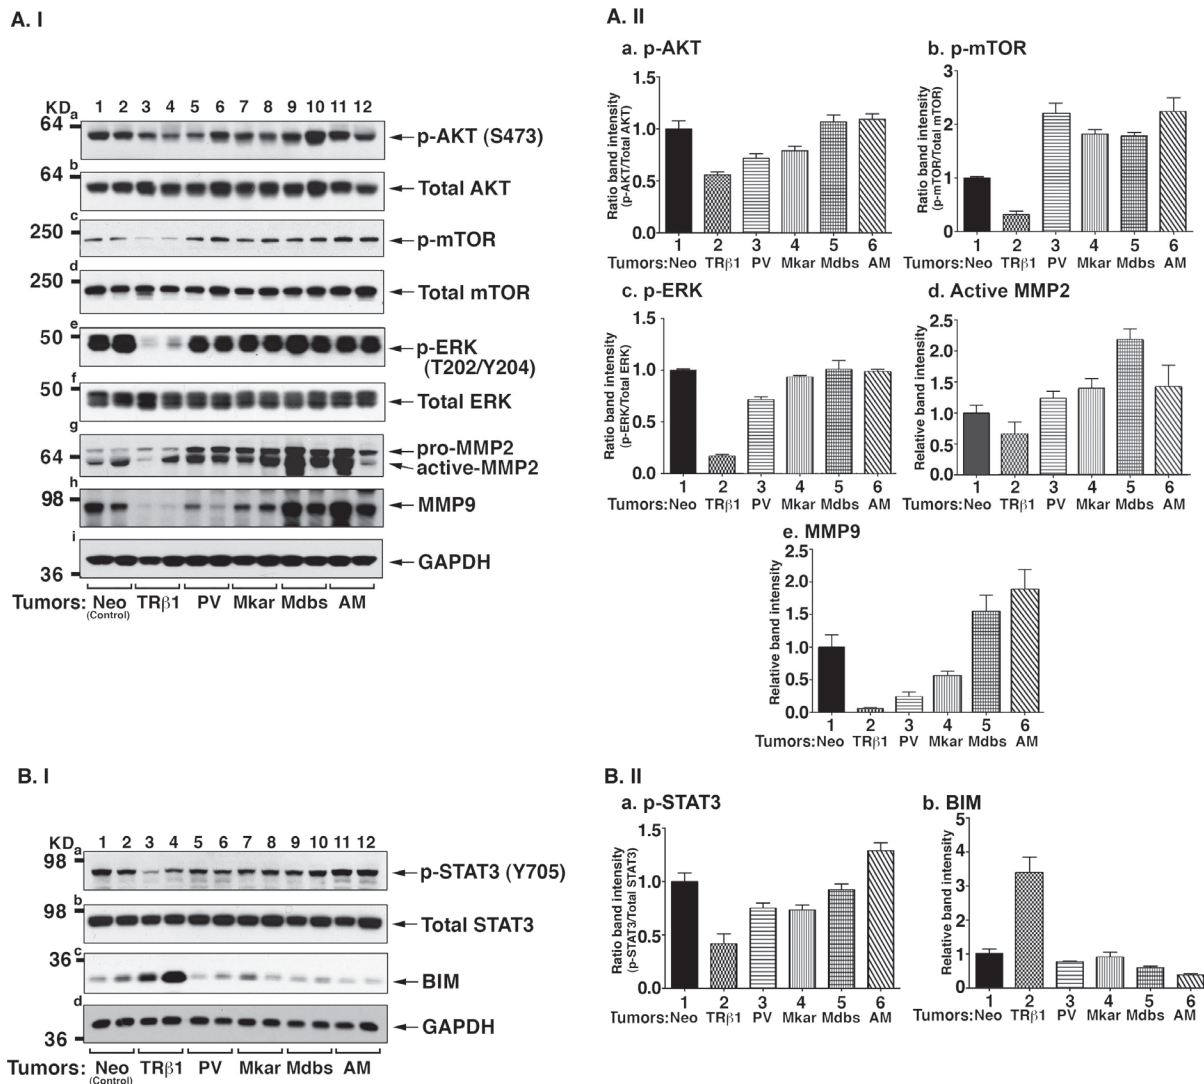 A. I
KDa 1 2 3 4 5 6 7 8 9 10 11 12
a
64
p-AKT (S473)
b
64
Total AKT
c
250
p-mTOR
d
250
Total mTOR
e
50
p-ERK
(T202/Y204)
f
50
Total ERK
g
pro-MMP2
64
active-MMP2
h
98
MMP9
i
GAPDH
36
Tumors: Neo TRβ1 PV Mkar Mdbs AM
(Control)
A. II
a. p-AKT
Ratio band intensity
(p-AKT/Total AKT)
1.5
1.0
0.5
0.0
1 2 3 4 5 6
Tumors:Neo TRβ1 PV Mkar Mdbs AM
b. p-mTOR
Ratio band intensity
(p-mTOR/Total mTOR)
3
2
1
0
1 2 3 4 5 6
Tumors:Neo TRβ1 PV Mkar Mdbs AM
c. p-ERK
Ratio band intensity
(p-ERK/Total ERK)
1.5
1.0
0.5
0.0
1 2 3 4 5 6
Tumors:Neo TRβ1 PV Mkar Mdbs AM
d. Active MMP2
Relative band intensity
2.5
2.0
1.5
1.0
0.5
0
1 2 3 4 5 6
Tumors:Neo TRβ1 PV Mkar Mdbs AM
e. MMP9
Relative band intensity
2.5
2.0
1.5
1.0
0.5
0.0
1 2 3 4 5 6
Tumors:Neo TRβ1 PV Mkar Mdbs AM
B. I
KDa 1 2 3 4 5 6 7 8 9 10 11 12
a
98
p-STAT3 (Y705)
b
98
Total STAT3
c
36
BIM
d
GAPDH
36
Tumors: Neo TRβ1 PV Mkar Mdbs AM
(Control)
B. II
a. p-STAT3
Ratio band intensity
(p-STAT3/Total STAT3)
1.5
1.0
0.5
0.0
1 2 3 4 5 6
Tumors:Neo TRβ1 PV Mkar Mdbs AM
b. BIM
Relative band intensity
5
4
3
2
1
0
1 2 3 4 5 6
Tumors:Neo TRβ1 PV Mkar Mdbs AM